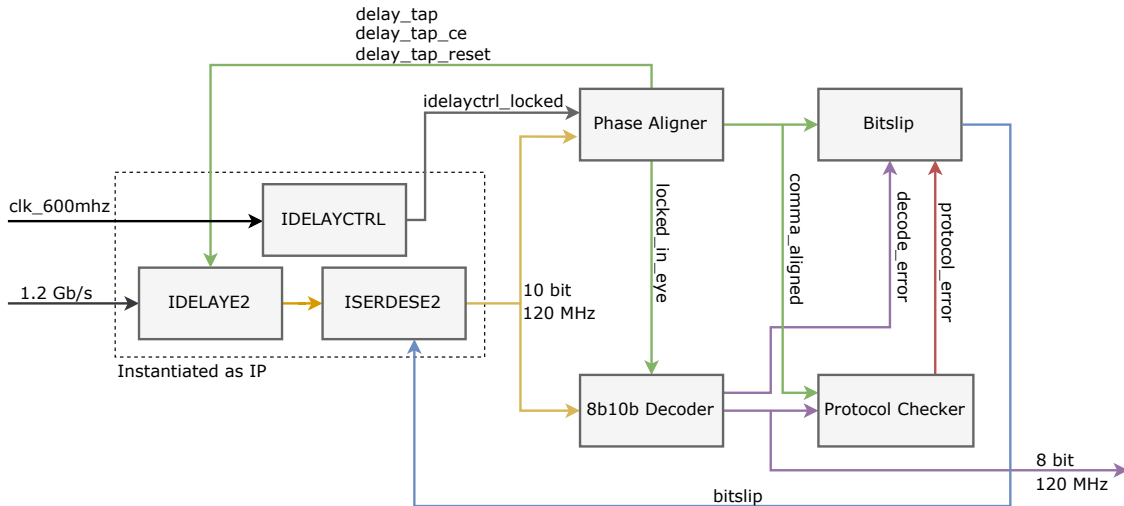 delay_tap
delay_tap_ce
delay_tap_reset
idelayctrl_locked
Phase Aligner
Bitslip
clk_600mhz
IDELAYCTRL
locked_in_eye
comma_aligned
decode_error
protocol_error
1.2 Gb/s
IDELAYE2
ISERDESE2
10 bit
120 MHz
Instantiated as IP
8b10b Decoder
Protocol Checker
8 bit
120 MHz
bitslip